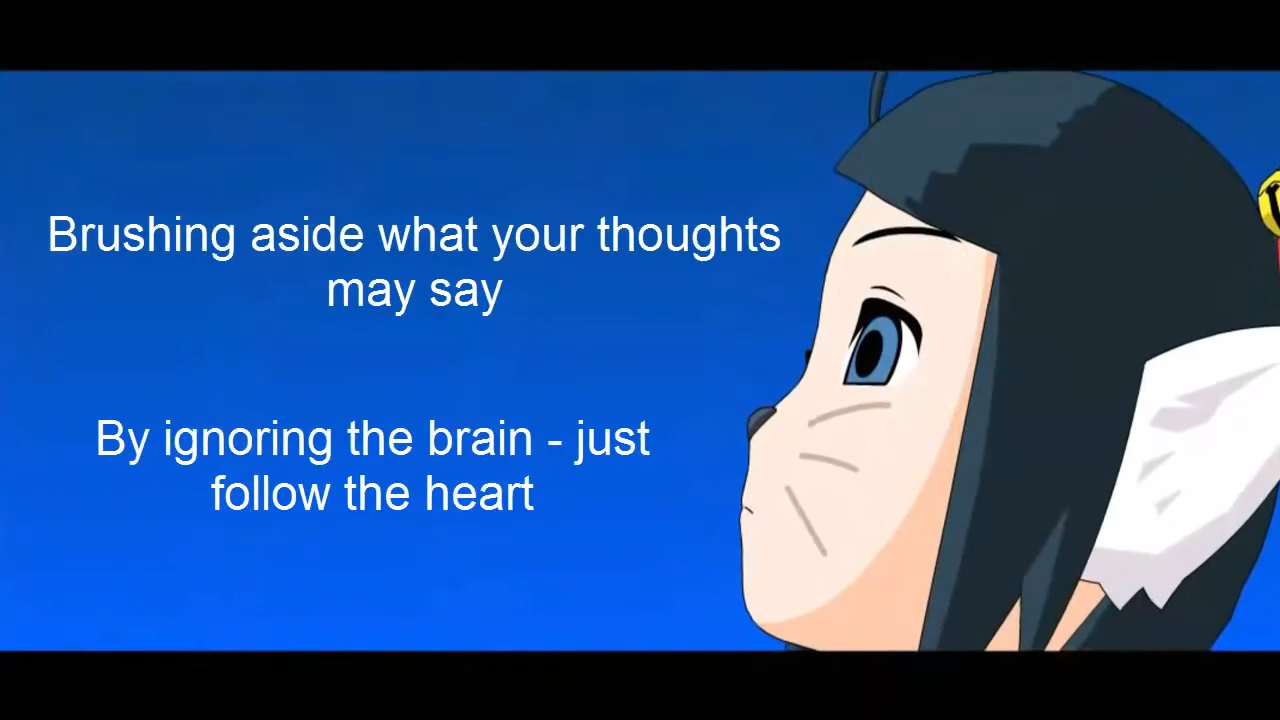 Brushing aside what your thoughts
may say
By ignoring the brain - just
follow the heart